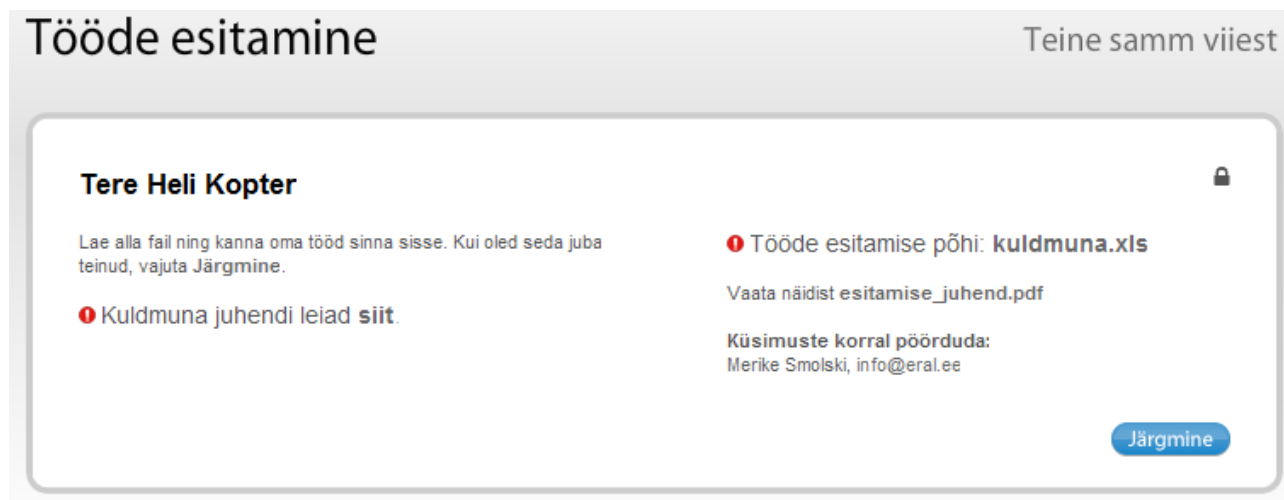 Tööde esitamine
Teine samm viiest
Tere Heli Kopter
Lae alla fail ning kanna oma tööd sinna sisse. Kui oled seda juba
teinud, vajuta Järgmine.
Kuldmuna juhendi leiad siit.
Tööde esitamise põhi: kuldmuna.xls
Vaata näidist esitamise_juhend.pdf
Küsimuste korral pöörduda:
Merike Smolski, info@eral.ee
Järgmine